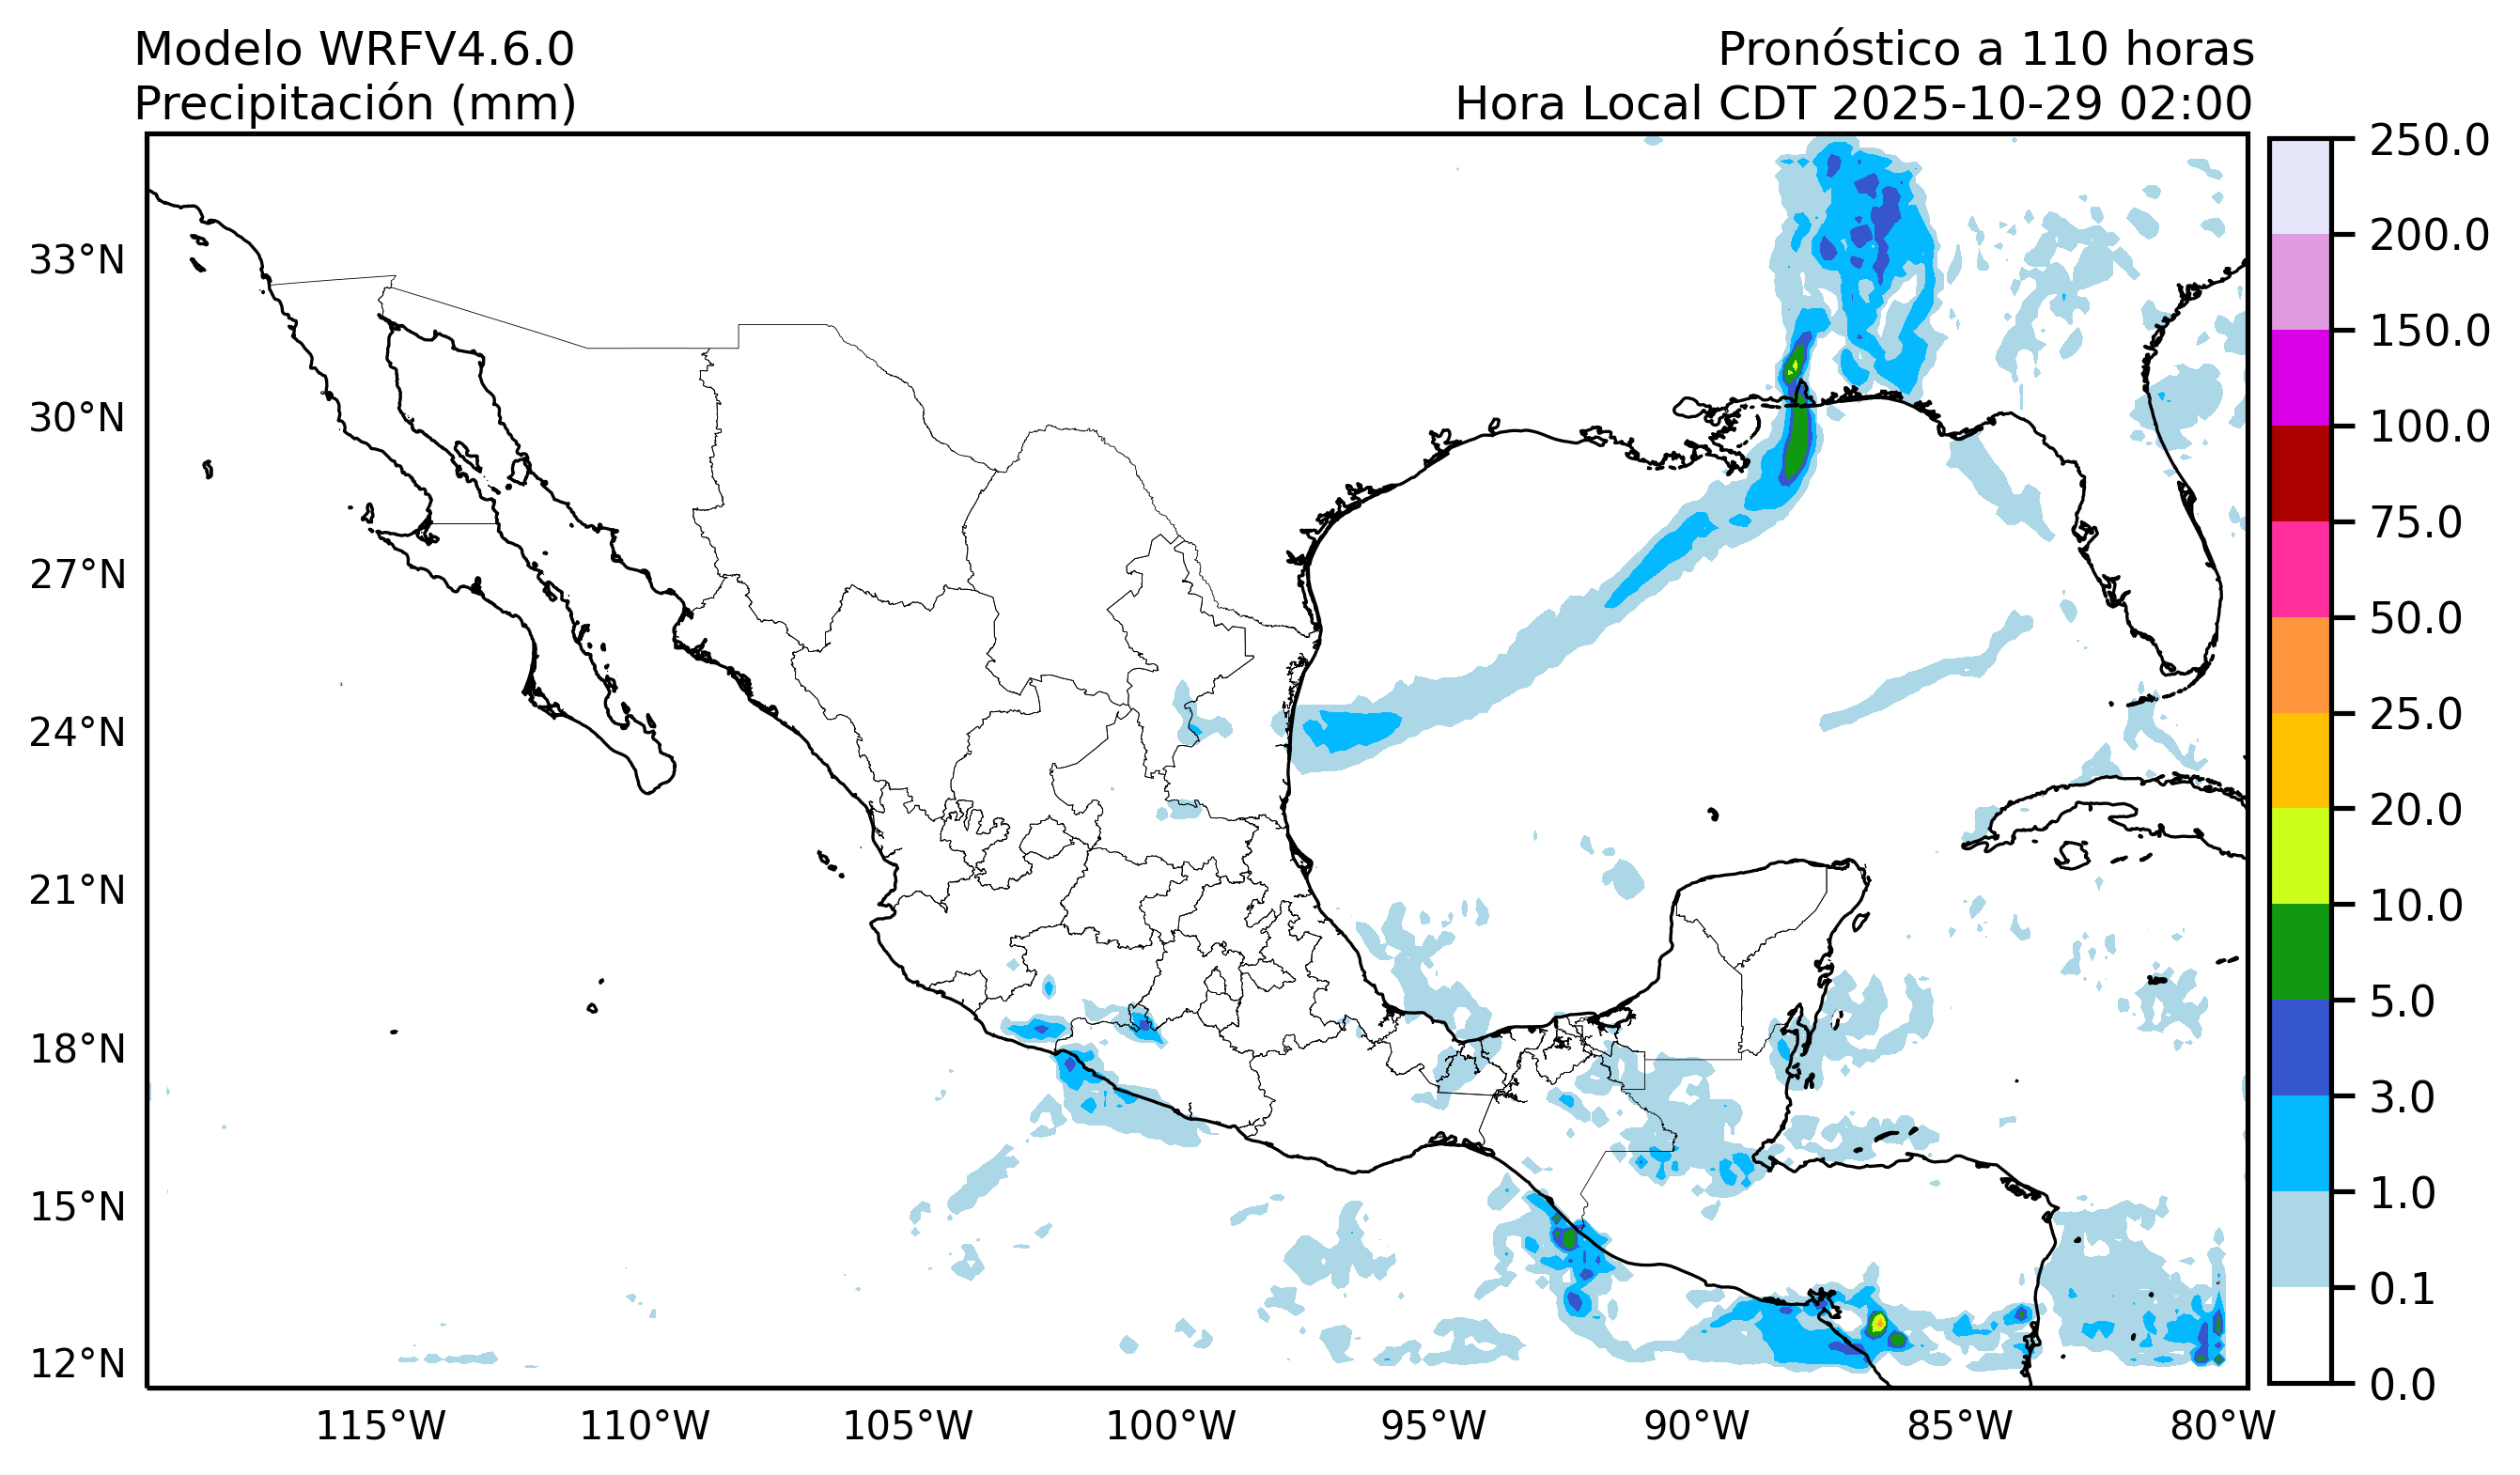 Modelo WRFV4.6.0
Precipitación (mm)
Pronóstico a 110 horas
Hora Local CDT 2025-10-29 02:00
33°N
30°N
27°N
24°N
21°N
18°N
15°N
12°N
115°W
110°W
105°W
100°W
95°W
90°W
85°W
80°W
250.0
200.0
150.0
100.0
75.0
50.0
25.0
20.0
10.0
5.0
3.0
1.0
0.1
0.0